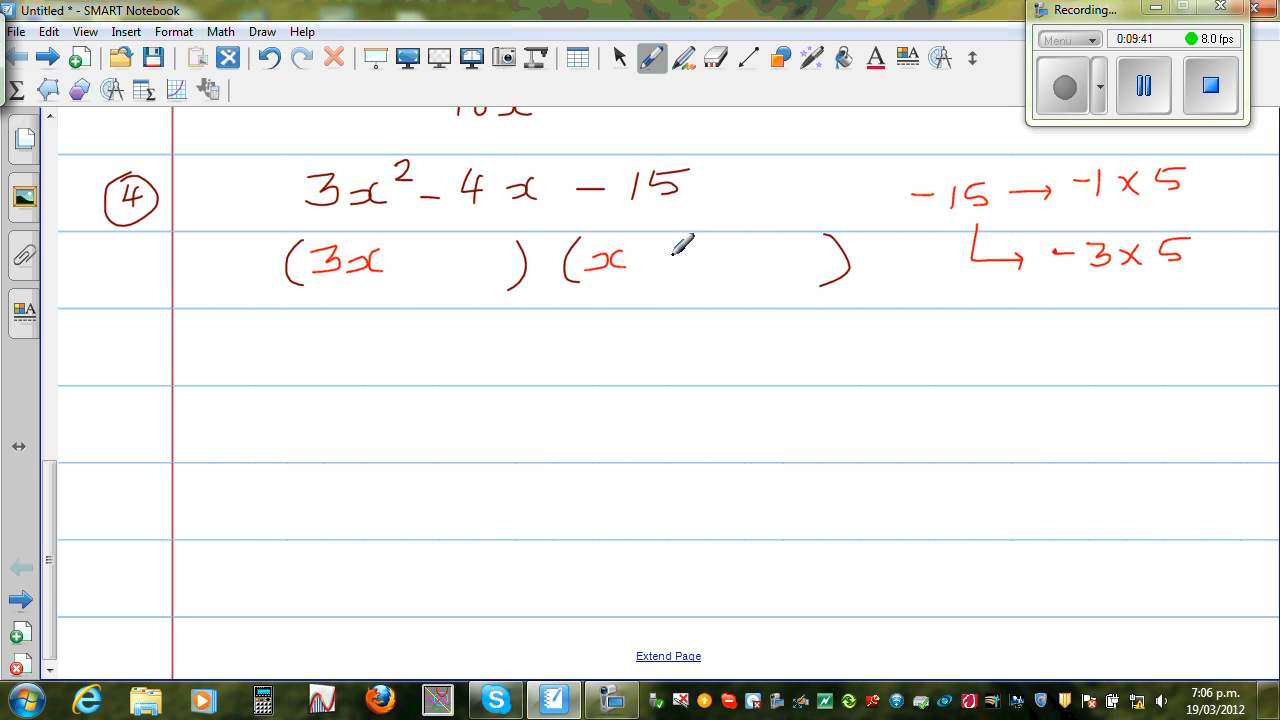 Untitled * - SMART Notebook
File Edit View Insert Format Math Draw Help
Recording...
Menu 0:09:41 8.0 fps
10x
4 3x² - 4x - 15
-15 → -1 x 5
(3x ) (x )
→ -3 x 5
Extend Page
7:06 p.m.
19/03/2012